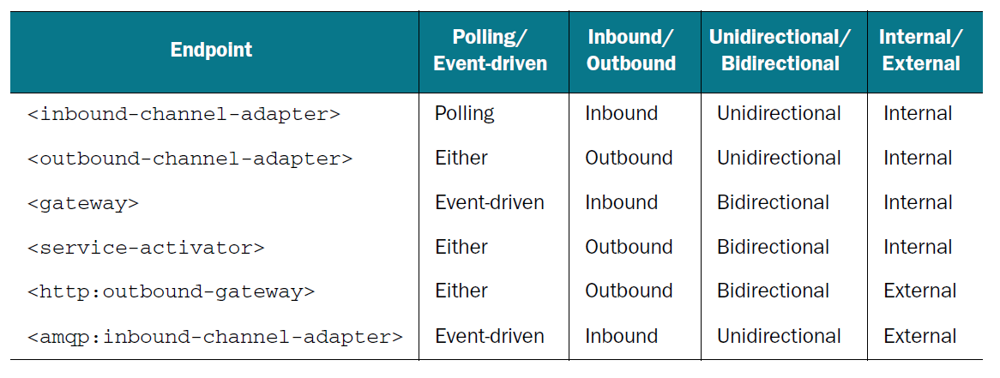 Endpoint Polling/ Event-driven Inbound/ Outbound Unidirectional/ Bidirectional Internal/ External
<inbound-channel-adapter> Polling Inbound Unidirectional Internal
<outbound-channel-adapter> Either Outbound Unidirectional Internal
<gateway> Event-driven Inbound Bidirectional Internal
<service-activator> Either Outbound Bidirectional Internal
<http:outbound-gateway> Either Outbound Bidirectional External
<amqp:inbound-channel-adapter> Event-driven Inbound Unidirectional External